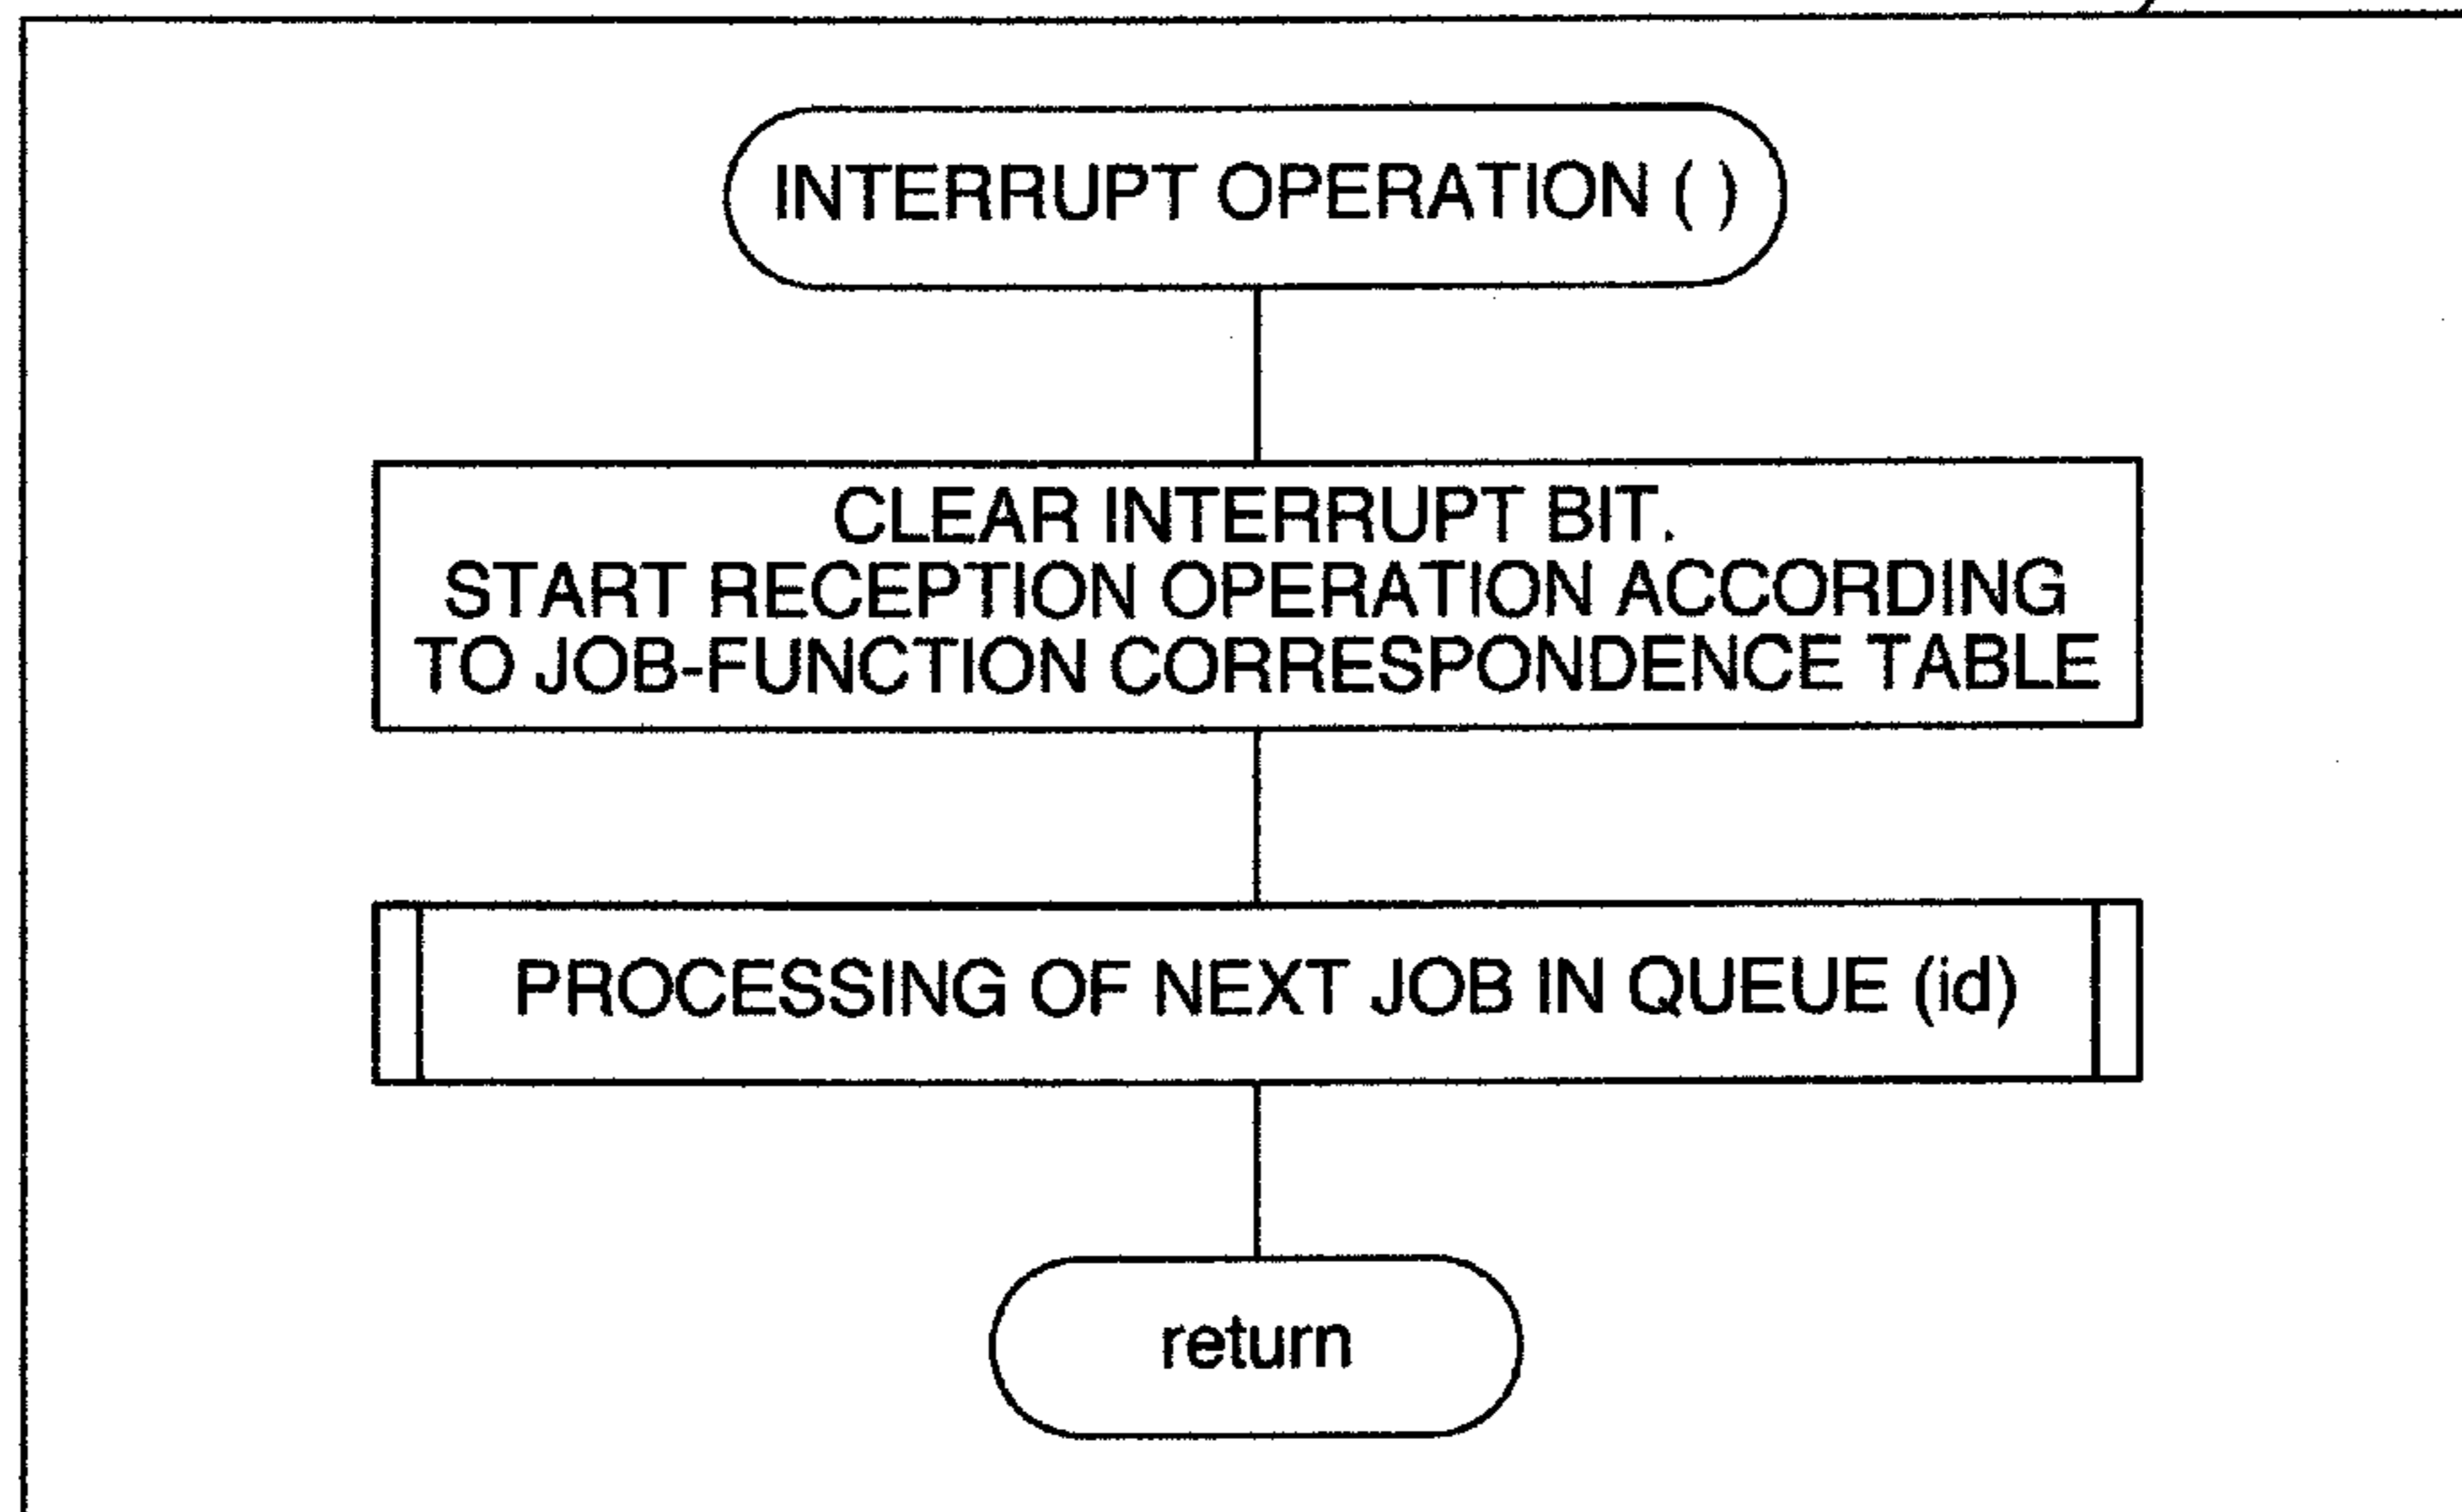 INTERRUPT OPERATION ( )
CLEAR INTERRUPT BIT.
START RECEPTION OPERATION ACCORDING
TO JOB-FUNCTION CORRESPONDENCE TABLE
PROCESSING OF NEXT JOB IN QUEUE (id)
return